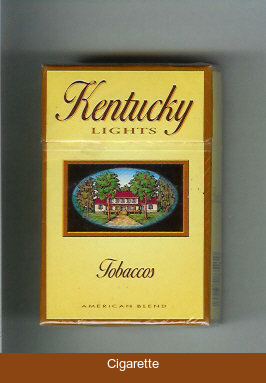 Kentucky
LIGHTS
Tobaccos
AMERICAN BLEND
Cigarette